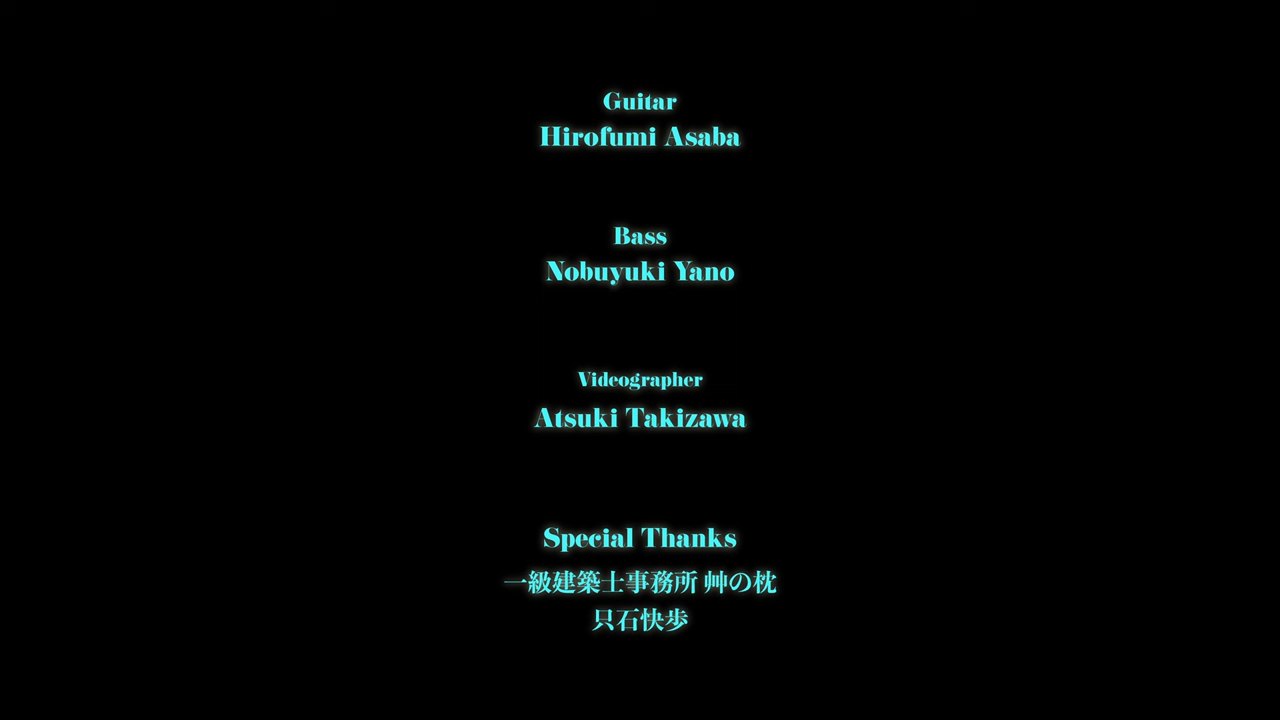 Guitar
Hirofumi Asaba
Bass
Nobuyuki Yano
Videographer
Atsuki Takizawa
Special Thanks
一級建築士事務所 艸の枕
只石快歩